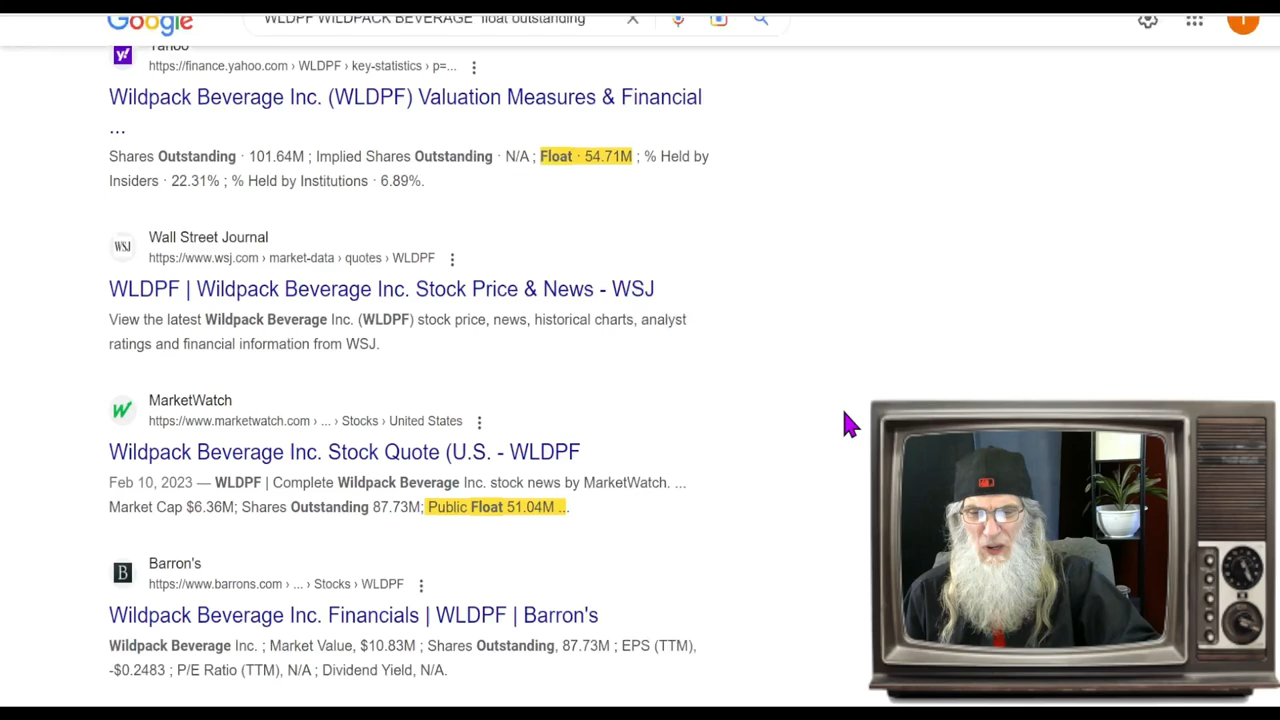 Google
WLDPF WILDPACK BEVERAGE float outstanding
T
Yahoo
https://finance.yahoo.com › WLDPF › key-statistics › p=...
Wildpack Beverage Inc. (WLDPF) Valuation Measures & Financial
...
Shares Outstanding · 101.64M ; Implied Shares Outstanding · N/A ; Float · 54.71M ; % Held by
Insiders · 22.31% ; % Held by Institutions · 6.89%.
WSJ
Wall Street Journal
https://www.wsj.com › market-data › quotes › WLDPF
WLDPF | Wildpack Beverage Inc. Stock Price & News - WSJ
View the latest Wildpack Beverage Inc. (WLDPF) stock price, news, historical charts, analyst
ratings and financial information from WSJ.
MarketWatch
https://www.marketwatch.com › ... › Stocks › United States
Wildpack Beverage Inc. Stock Quote (U.S. - WLDPF
Feb 10, 2023 — WLDPF | Complete Wildpack Beverage Inc. stock news by MarketWatch. ...
Market Cap $6.36M; Shares Outstanding 87.73M; Public Float 51.04M ...
B
Barron's
https://www.barrons.com › ... › Stocks › WLDPF
Wildpack Beverage Inc. Financials | WLDPF | Barron's
Wildpack Beverage Inc. ; Market Value, $10.83M ; Shares Outstanding, 87.73M ; EPS (TTM),
-$0.2483 ; P/E Ratio (TTM), N/A ; Dividend Yield, N/A.